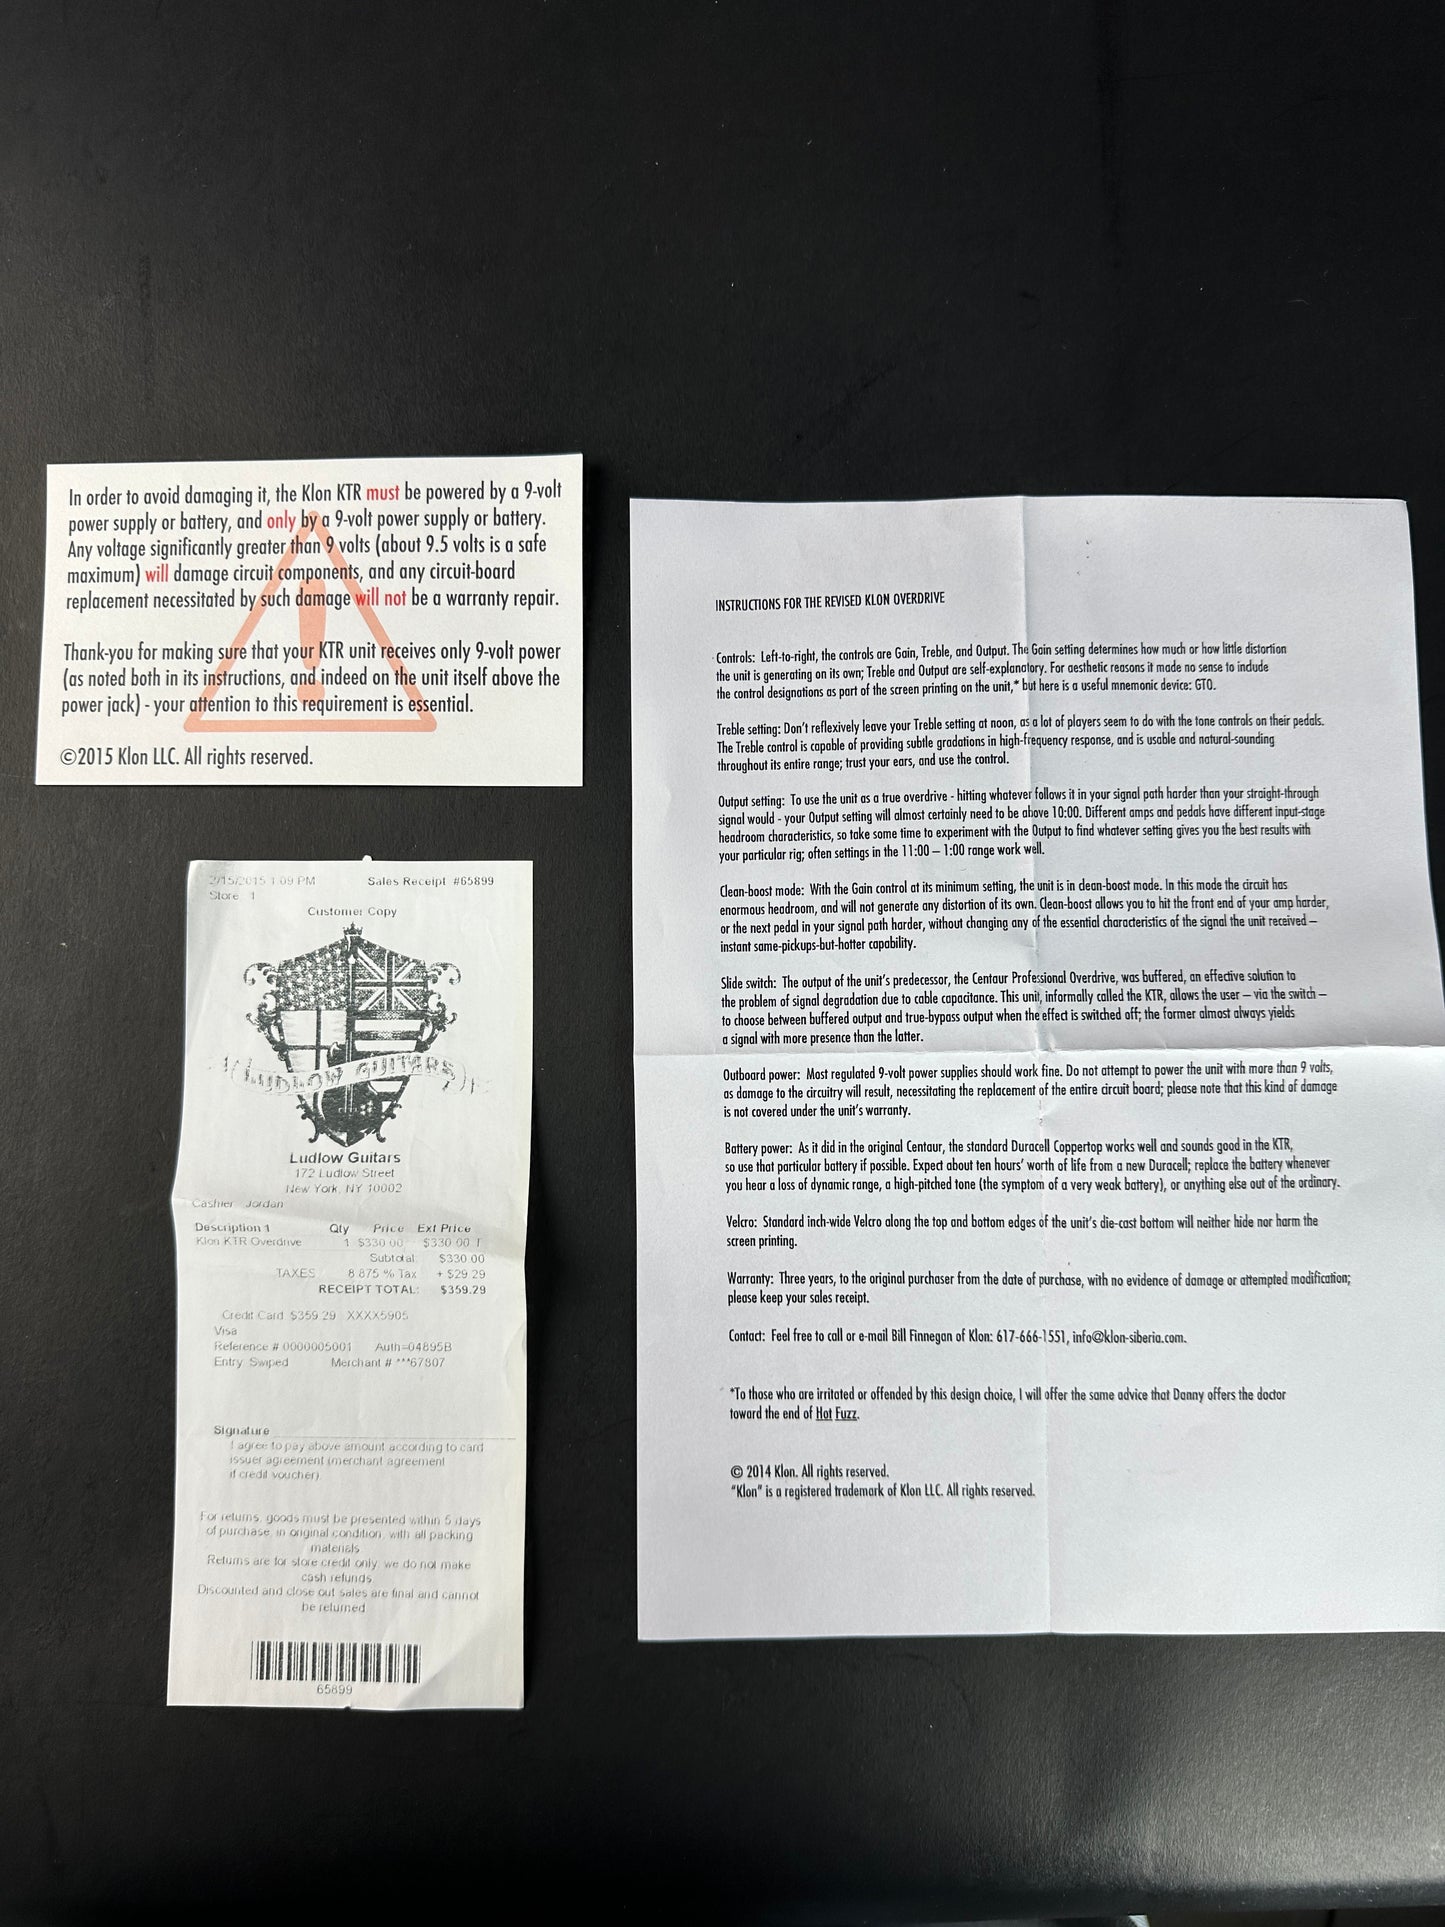 In order to avoid damaging it, the Klon KTR must be powered by a 9-volt
power supply or battery, and only by a 9-volt power supply or battery.
Any voltage significantly greater than 9 volts (about 9.5 volts is a safe
maximum) will damage circuit components, and any circuit-board
replacement necessitated by such damage will not be a warranty repair.
Thank-you for making sure that your KTR unit receives only 9-volt power
(as noted both in its instructions, and indeed on the unit itself above the
power jack) - your attention to this requirement is essential.
©2015 Klon LLC. All rights reserved.
2/15/2015 1:09 PM Sales Receipt #65899
Store 1
Customer Copy
LUDLOW GUITARS
Ludlow Guitars
172 Ludlow Street
New York, NY 10002
Cashier Jordan
Description 1 Qty Price Ext Price
Klon KTR Overdrive 1 $330.00 $330.00 T
Subtotal: $330.00
TAXES 8.875 % Tax + $29.29
RECEIPT TOTAL: $359.29
Credit Card $359.29 XXXX5905
Visa
Reference # 0000005001 Auth=04895B
Entry Swiped Merchant # ***67807
Signature
I agree to pay above amount according to card
issuer agreement (merchant agreement
if credit voucher).
For returns, goods must be presented within 5 days
of purchase, in original condition, with all packing
materials.
Returns are for store credit only, we do not make
cash refunds.
Discounted and close out sales are final and cannot
be returned
65899
INSTRUCTIONS FOR THE REVISED KLON OVERDRIVE
Controls: Left-to-right, the controls are Gain, Treble, and Output. The Gain setting determines how much or how little distortion
the unit is generating on its own; Treble and Output are self-explanatory. For aesthetic reasons it made no sense to include
the control designations as part of the screen printing on the unit,* but here is a useful mnemonic device: GTO.
Treble setting: Don't reflexively leave your Treble setting at noon, as a lot of players seem to do with the tone controls on their pedals.
The Treble control is capable of providing subtle gradations in high-frequency response, and is usable and natural-sounding
throughout its entire range; trust your ears, and use the control.
Output setting: To use the unit as a true overdrive - hitting whatever follows it in your signal path harder than your straight-through
signal would - your Output setting will almost certainly need to be above 10:00. Different amps and pedals have different input-stage
headroom characteristics, so take some time to experiment with the Output to find whatever setting gives you the best results with
your particular rig; often settings in the 11:00 – 1:00 range work well.
Clean-boost mode: With the Gain control at its minimum setting, the unit is in clean-boost mode. In this mode the circuit has
enormous headroom, and will not generate any distortion of its own. Clean-boost allows you to hit the front end of your amp harder,
or the next pedal in your signal path harder, without changing any of the essential characteristics of the signal the unit received –
instant same-pickups-but-hotter capability.
Slide switch: The output of the unit's predecessor, the Centaur Professional Overdrive, was buffered, an effective solution to
the problem of signal degradation due to cable capacitance. This unit, informally called the KTR, allows the user – via the switch –
to choose between buffered output and true-bypass output when the effect is switched off; the former almost always yields
a signal with more presence than the latter.
Outboard power: Most regulated 9-volt power supplies should work fine. Do not attempt to power the unit with more than 9 volts,
as damage to the circuitry will result, necessitating the replacement of the entire circuit board; please note that this kind of damage
is not covered under the unit's warranty.
Battery power: As it did in the original Centaur, the standard Duracell Coppertop works well and sounds good in the KTR,
so use that particular battery if possible. Expect about ten hours' worth of life from a new Duracell; replace the battery whenever
you hear a loss of dynamic range, a high-pitched tone (the symptom of a very weak battery), or anything else out of the ordinary.
Velcro: Standard inch-wide Velcro along the top and bottom edges of the unit's die-cast bottom will neither hide nor harm the
screen printing.
Warranty: Three years, to the original purchaser from the date of purchase, with no evidence of damage or attempted modification;
please keep your sales receipt.
Contact: Feel free to call or e-mail Bill Finnegan of Klon: 617-666-1551, info@klon-siberia.com.
*To those who are irritated or offended by this design choice, I will offer the same advice that Danny offers the doctor
toward the end of Hot Fuzz.
© 2014 Klon. All rights reserved.
"Klon" is a registered trademark of Klon LLC. All rights reserved.